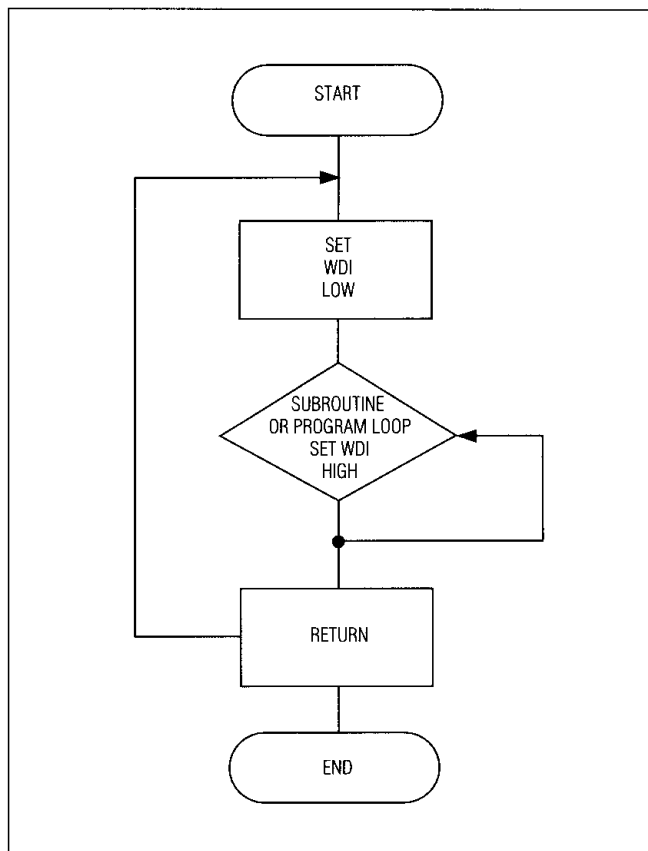 START
SET
WDI
LOW
SUBROUTINE
OR PROGRAM LOOP
SET WDI
HIGH
RETURN
END